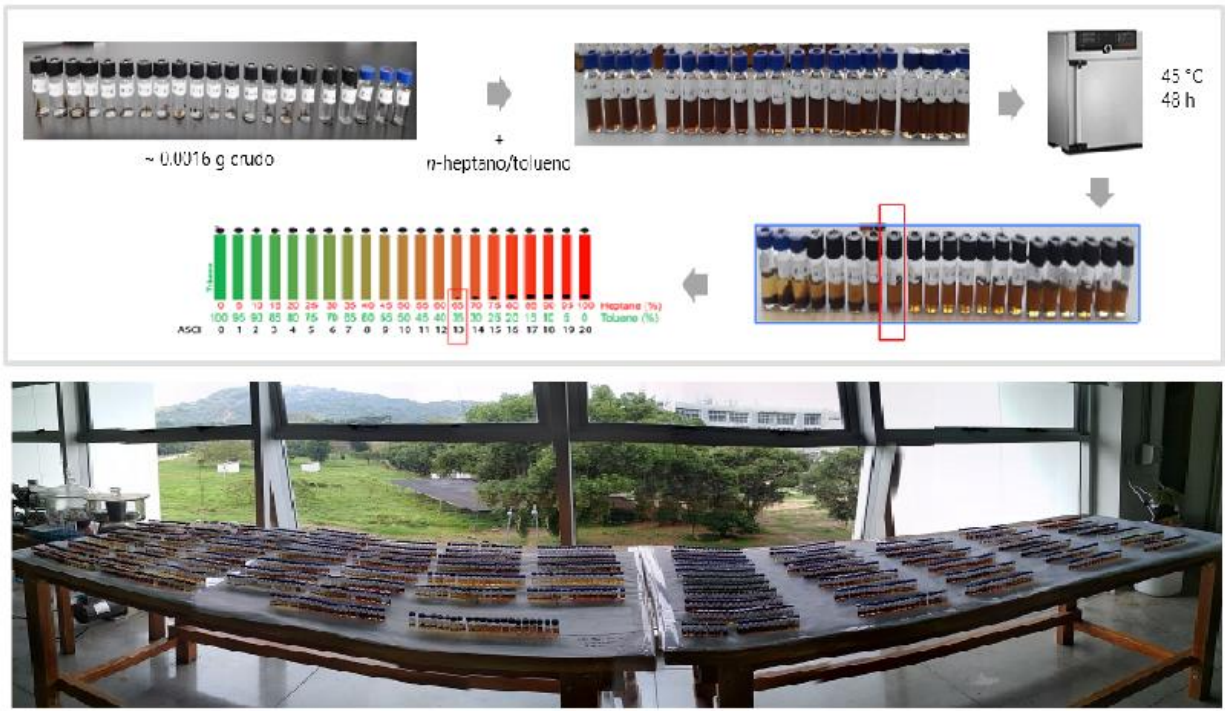 ~ 0.0016 g crudo
+
n-heptano/tolueno
45 °C
48 h
Toluene
0 5 10 15 20 25 30 35 40 45 50 55 60 65 70 75 80 85 90 95 100 Heptane (%)
100 95 90 85 80 75 70 65 60 55 50 45 40 35 30 25 20 15 10 5 0 Toluene (%)
ASCI 0 1 2 3 4 5 6 7 8 9 10 11 12 13 14 15 16 17 18 19 20